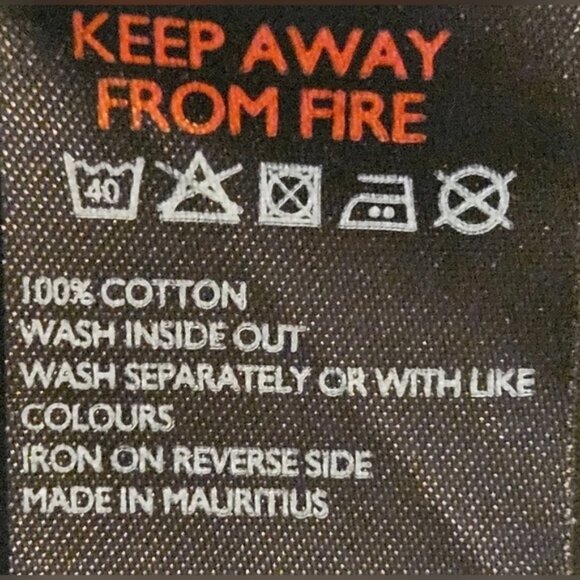 KEEP AWAY
FROM FIRE
40
100% COTTON
WASH INSIDE OUT
WASH SEPARATELY OR WITH LIKE
COLOURS
IRON ON REVERSE SIDE
MADE IN MAURITIUS